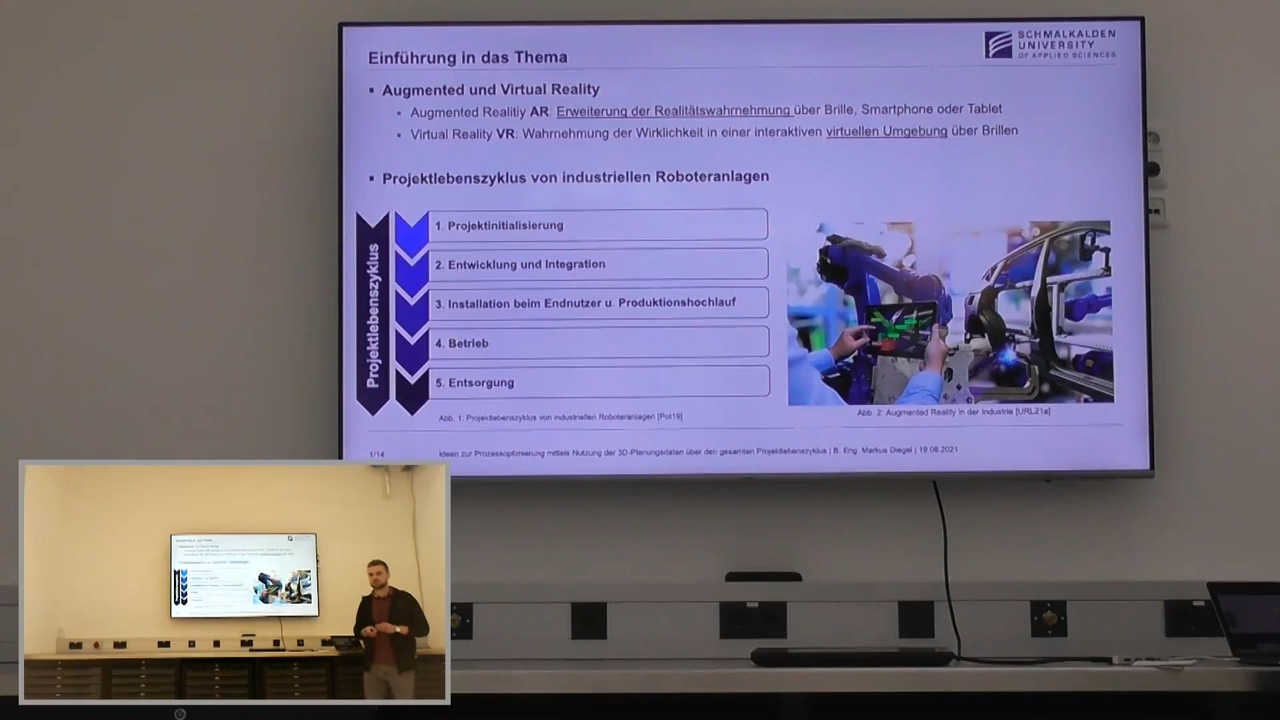 Einführung in das Thema
SCHMALKALDEN
UNIVERSITY
OF APPLIED SCIENCES
▪ Augmented und Virtual Reality
• Augmented Realitiy AR: Erweiterung der Realitätswahrnehmung über Brille, Smartphone oder Tablet
• Virtual Reality VR: Wahrnehmung der Wirklichkeit in einer interaktiven virtuellen Umgebung über Brillen
▪ Projektlebenszyklus von industriellen Roboteranlagen
Projektlebenszyklus
1. Projektinitialisierung
2. Entwicklung und Integration
3. Installation beim Endnutzer u. Produktionshochlauf
4. Betrieb
5. Entsorgung
Abb. 1: Projektlebenszyklus von industriellen Roboteranlagen [Pot19]
Abb. 2: Augmented Reality in der Industrie [URL21a]
1/14
Ideen zur Prozessoptimierung mittels Nutzung der 3D-Planungsdaten über den gesamten Projektlebenszyklus | B. Eng. Markus Diegel | 19.08.2021